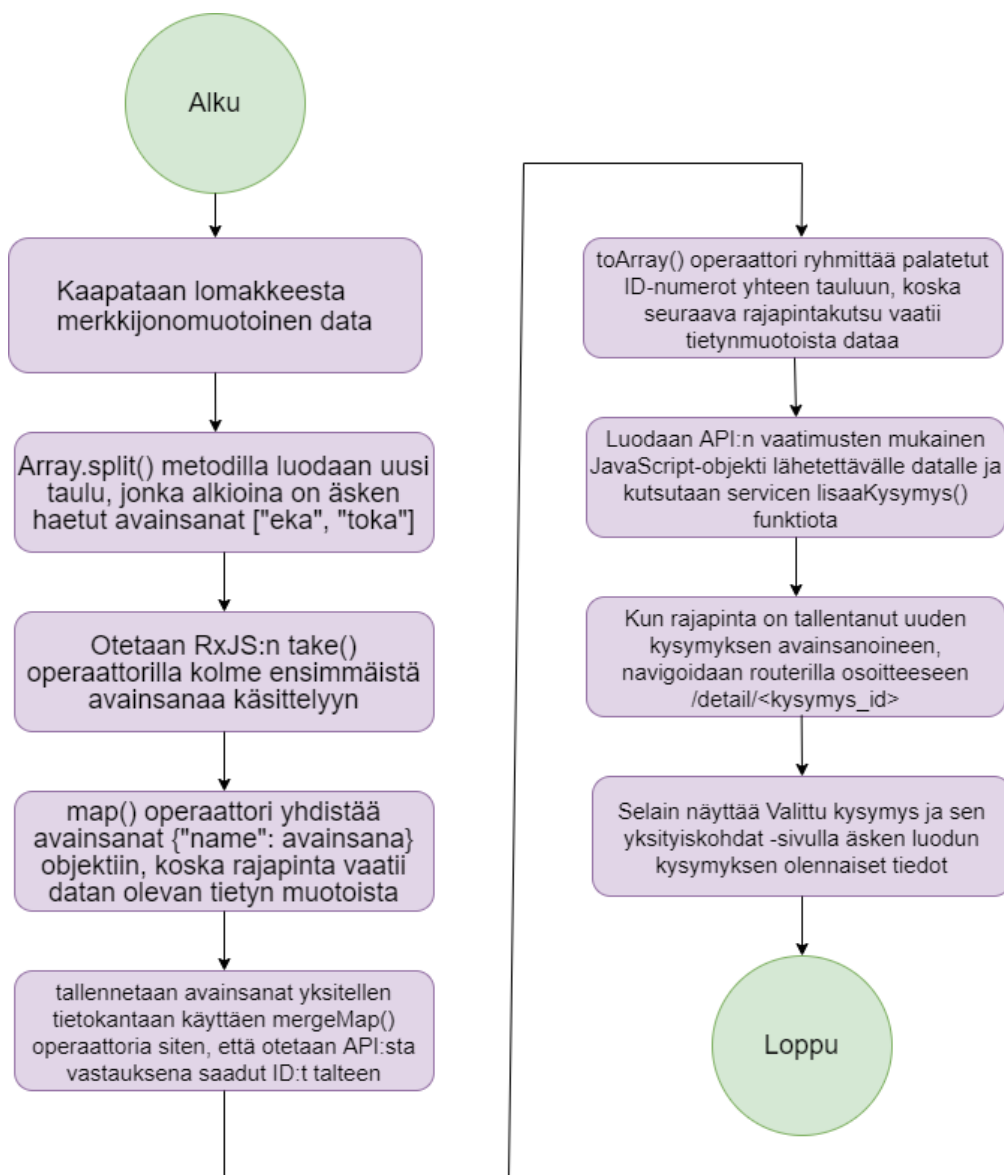 Alku
Kaapataan lomakkeesta
merkkijonomuotoinen data
Array.split() metodilla luodaan uusi
taulu, jonka alkioina on äsken
haetut avainsanat ["eka", "toka"]
Otetaan RxJS:n take()
operaattorilla kolme ensimmäistä
avainsanaa käsittelyyn
map() operaattori yhdistää
avainsanat {"name": avainsana}
objektiin, koska rajapinta vaatii
datan olevan tietyn muotoista
tallennetaan avainsanat yksitellen
tietokantaan käyttäen mergeMap()
operaattoria siten, että otetaan API:sta
vastauksena saadut ID:t talteen
toArray() operaattori ryhmittää palatetut
ID-numerot yhteen tauluun, koska
seuraava rajapintakutsu vaatii
tietynmuotoista dataa
Luodaan API:n vaatimusten mukainen
JavaScript-objekti lähetettävälle datalle ja
kutsutaan servicen lisaaKysymys()
funktiota
Kun rajapinta on tallentanut uuden
kysymyksen avainsanoineen,
navigoidaan routerilla osoitteeseen
/detail/<kysymys_id>
Selain näyttää Valittu kysymys ja sen
yksityiskohdat -sivulla äsken luodun
kysymyksen olennaiset tiedot
Loppu